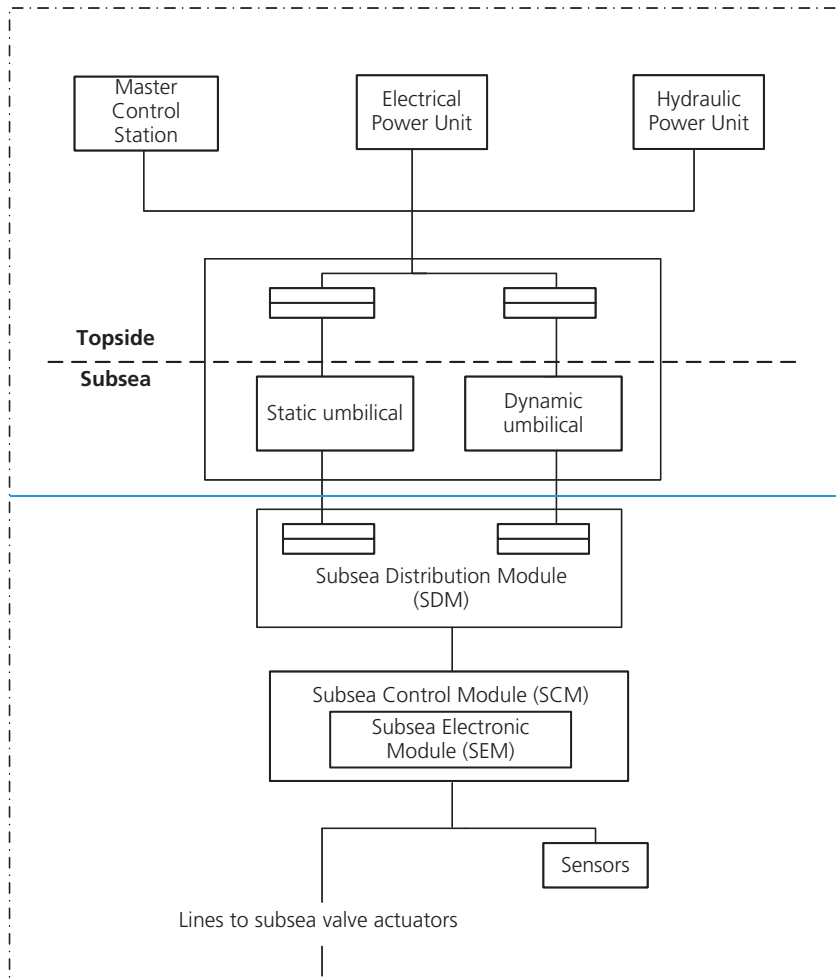 Master
Control
Station
Electrical
Power Unit
Hydraulic
Power Unit
Topside
Subsea
Static umbilical
Dynamic
umbilical
Subsea Distribution Module
(SDM)
Subsea Control Module (SCM)
Subsea Electronic
Module (SEM)
Sensors
Lines to subsea valve actuators